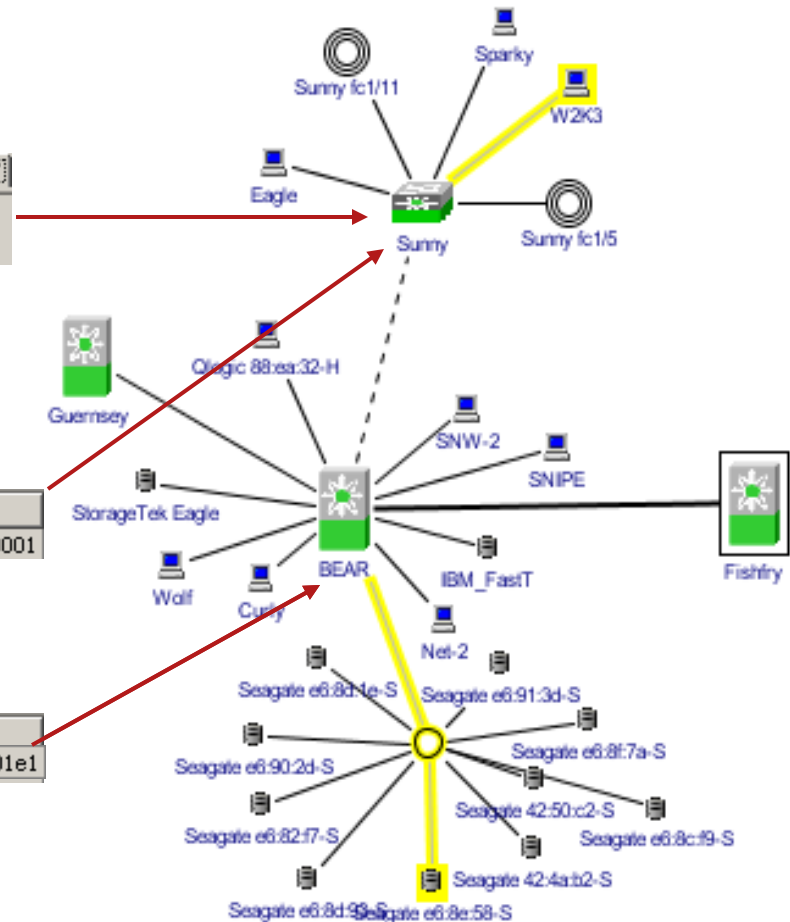 Sparky
Sunny fc1/11
W2K3
Eagle
Sunny
Sunny fc1/5
Qlogic 88:ea:32-H
Guernsey
SNW-2
SNIPE
StorageTek Eagle
0001
BEAR
IBM_FastT
Fishfry
Wolf
Curly
Net-2
Seagate e6:8d:1e-S
Seagate e6:91:3d-S
Seagate e6:8f:7a-S
Seagate e6:90:2d-S
01e1
Seagate 42:50:c2-S
Seagate e6:82:f7-S
Seagate e6:8c:f9-S
Seagate 42:4a:b2-S
Seagate e6:8e:58-S